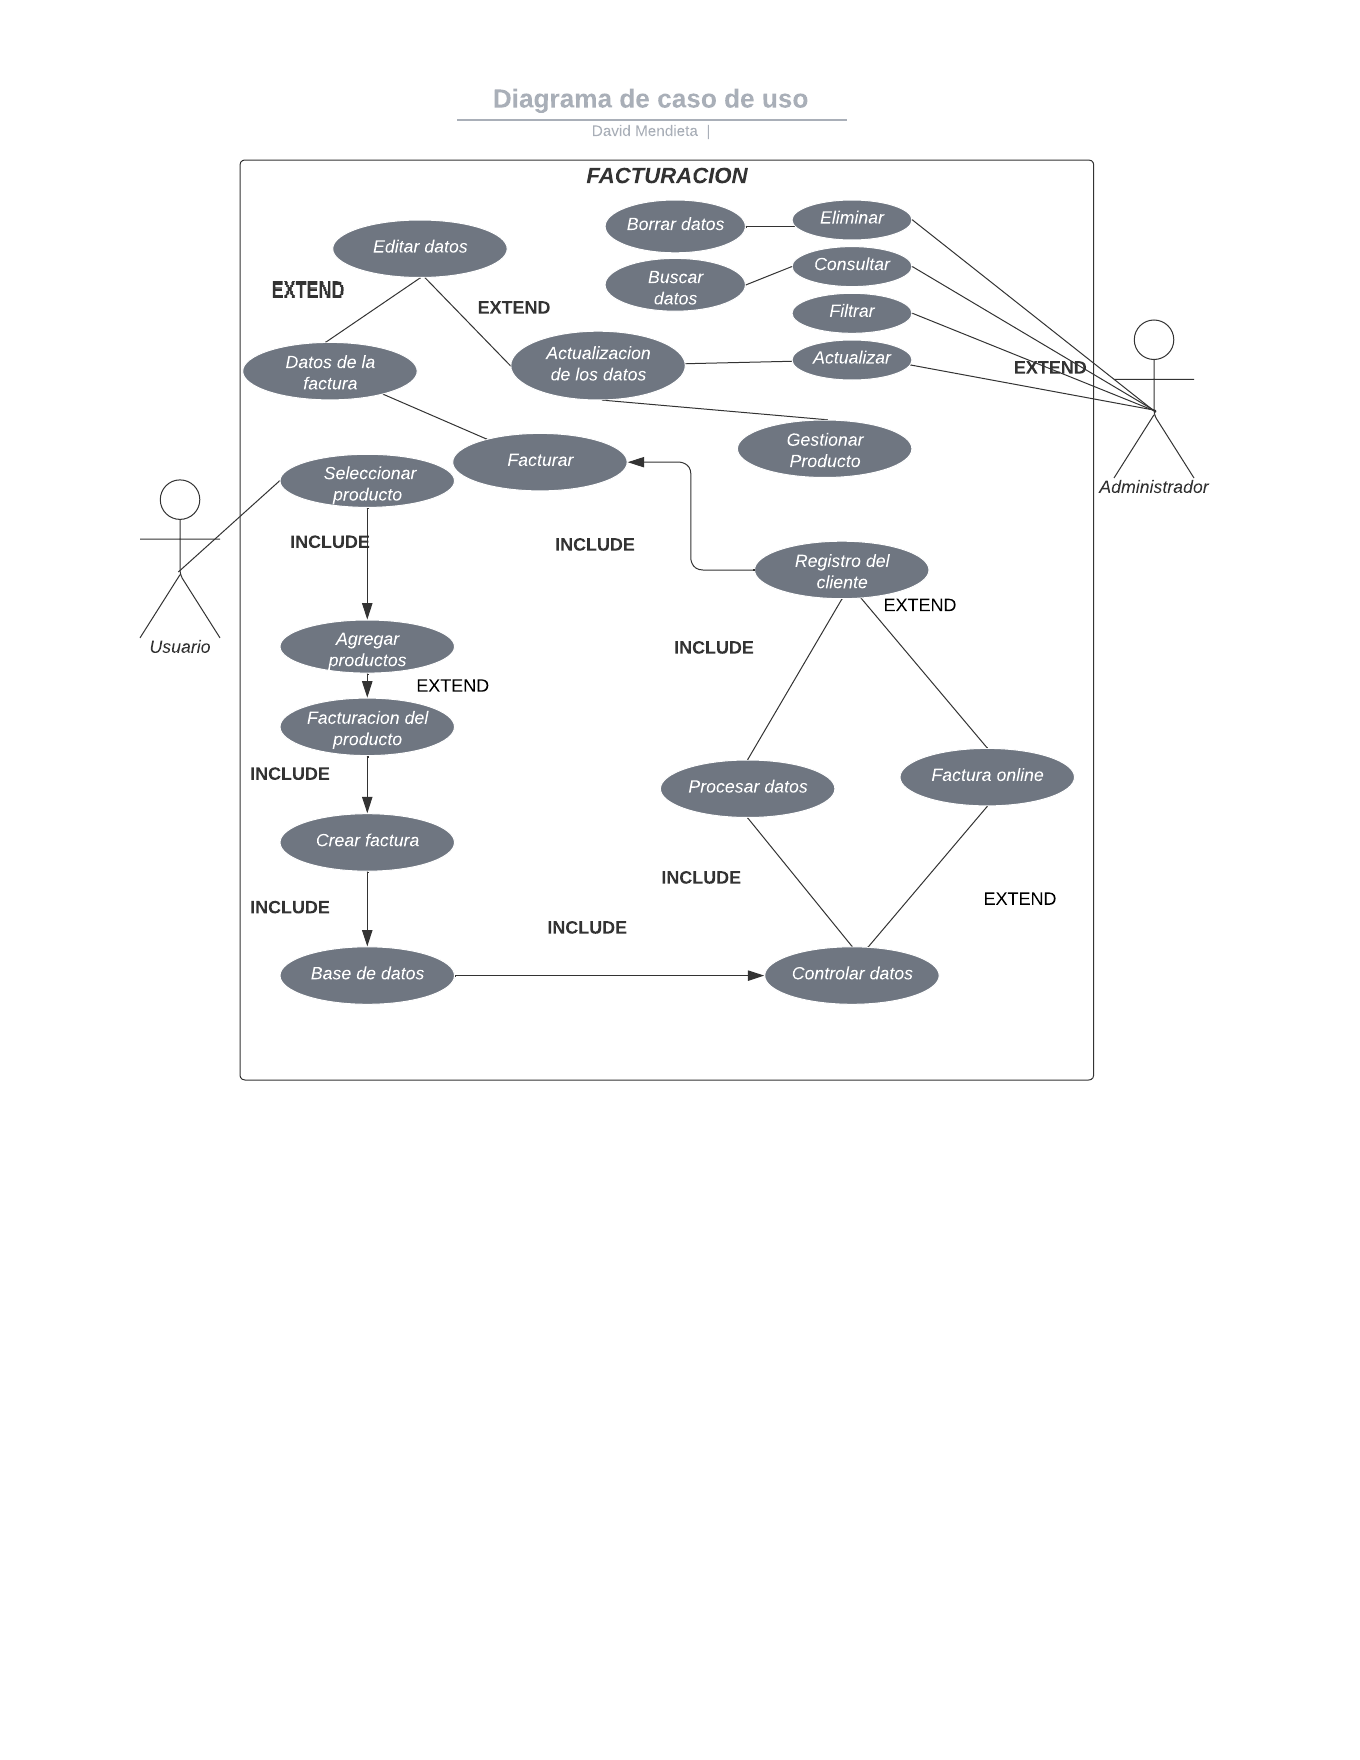 Diagrama de caso de uso
David Mendieta |
FACTURACION
Borrar datos
Eliminar
Editar datos
Consultar
Buscar
datos
EXTEND
EXTEND
Filtrar
Datos de la
factura
Actualizacion
de los datos
Actualizar
EXTEND
Gestionar
Producto
Facturar
Seleccionar
producto
Administrador
INCLUDE
INCLUDE
Registro del
cliente
EXTEND
Usuario
Agregar
productos
INCLUDE
EXTEND
Facturacion del
producto
INCLUDE
Procesar datos
Factura online
Crear factura
INCLUDE
EXTEND
INCLUDE
INCLUDE
Base de datos
Controlar datos